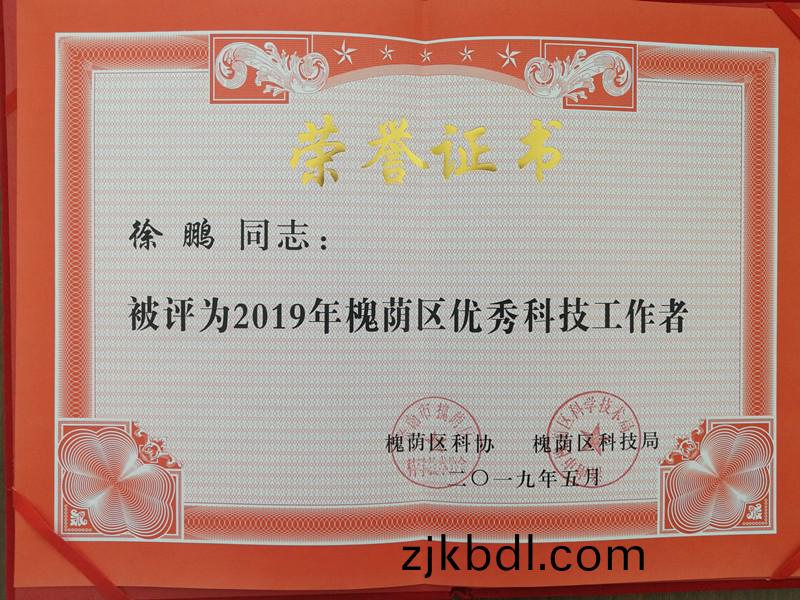 荣誉证书
徐鹏 同志：
被评为2019年槐荫区优秀科技工作者
槐荫区科协 槐荫区科技局
二〇一九年五月
zjkbdl.com